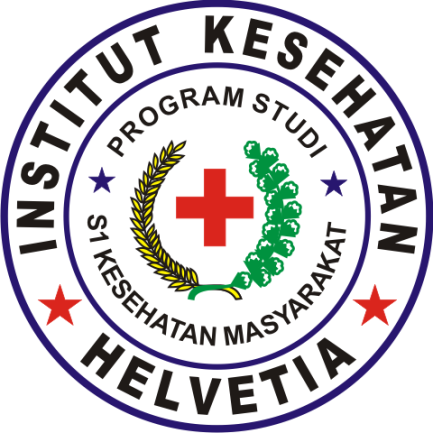 INSTITUT KESEHATAN
HELVETIA
PROGRAM STUDI
S1 KESEHATAN MASYARAKAT